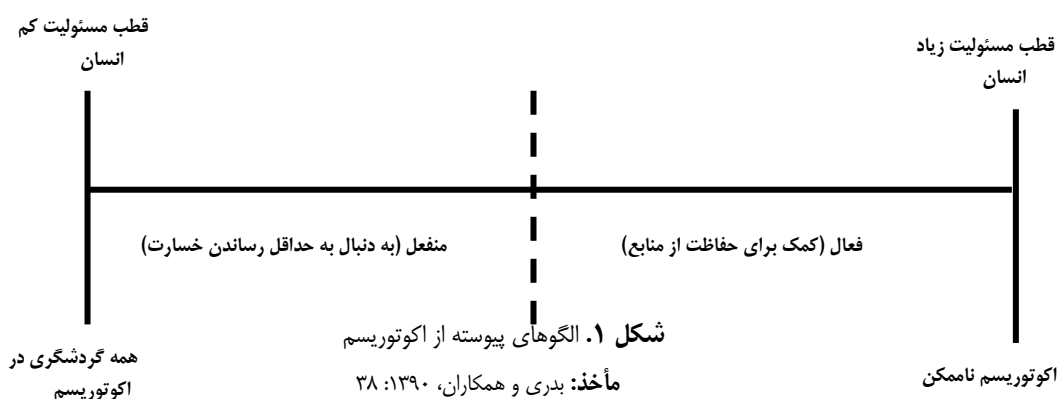 قطب مسئولیت زیاد
انسان
قطب مسئولیت کم
انسان
فعال (کمک برای حفاظت از منابع)
منفعل (به دنبال به حداقل رساندن خسارت)
اکوتوریسم ناممکن
همه گردشگری در
اکوتوریسم
شکل ۱. الگوهای پیوسته از اکوتوریسم
مأخذ: بدری و همکاران، ۱۳۹۰: ۳۸